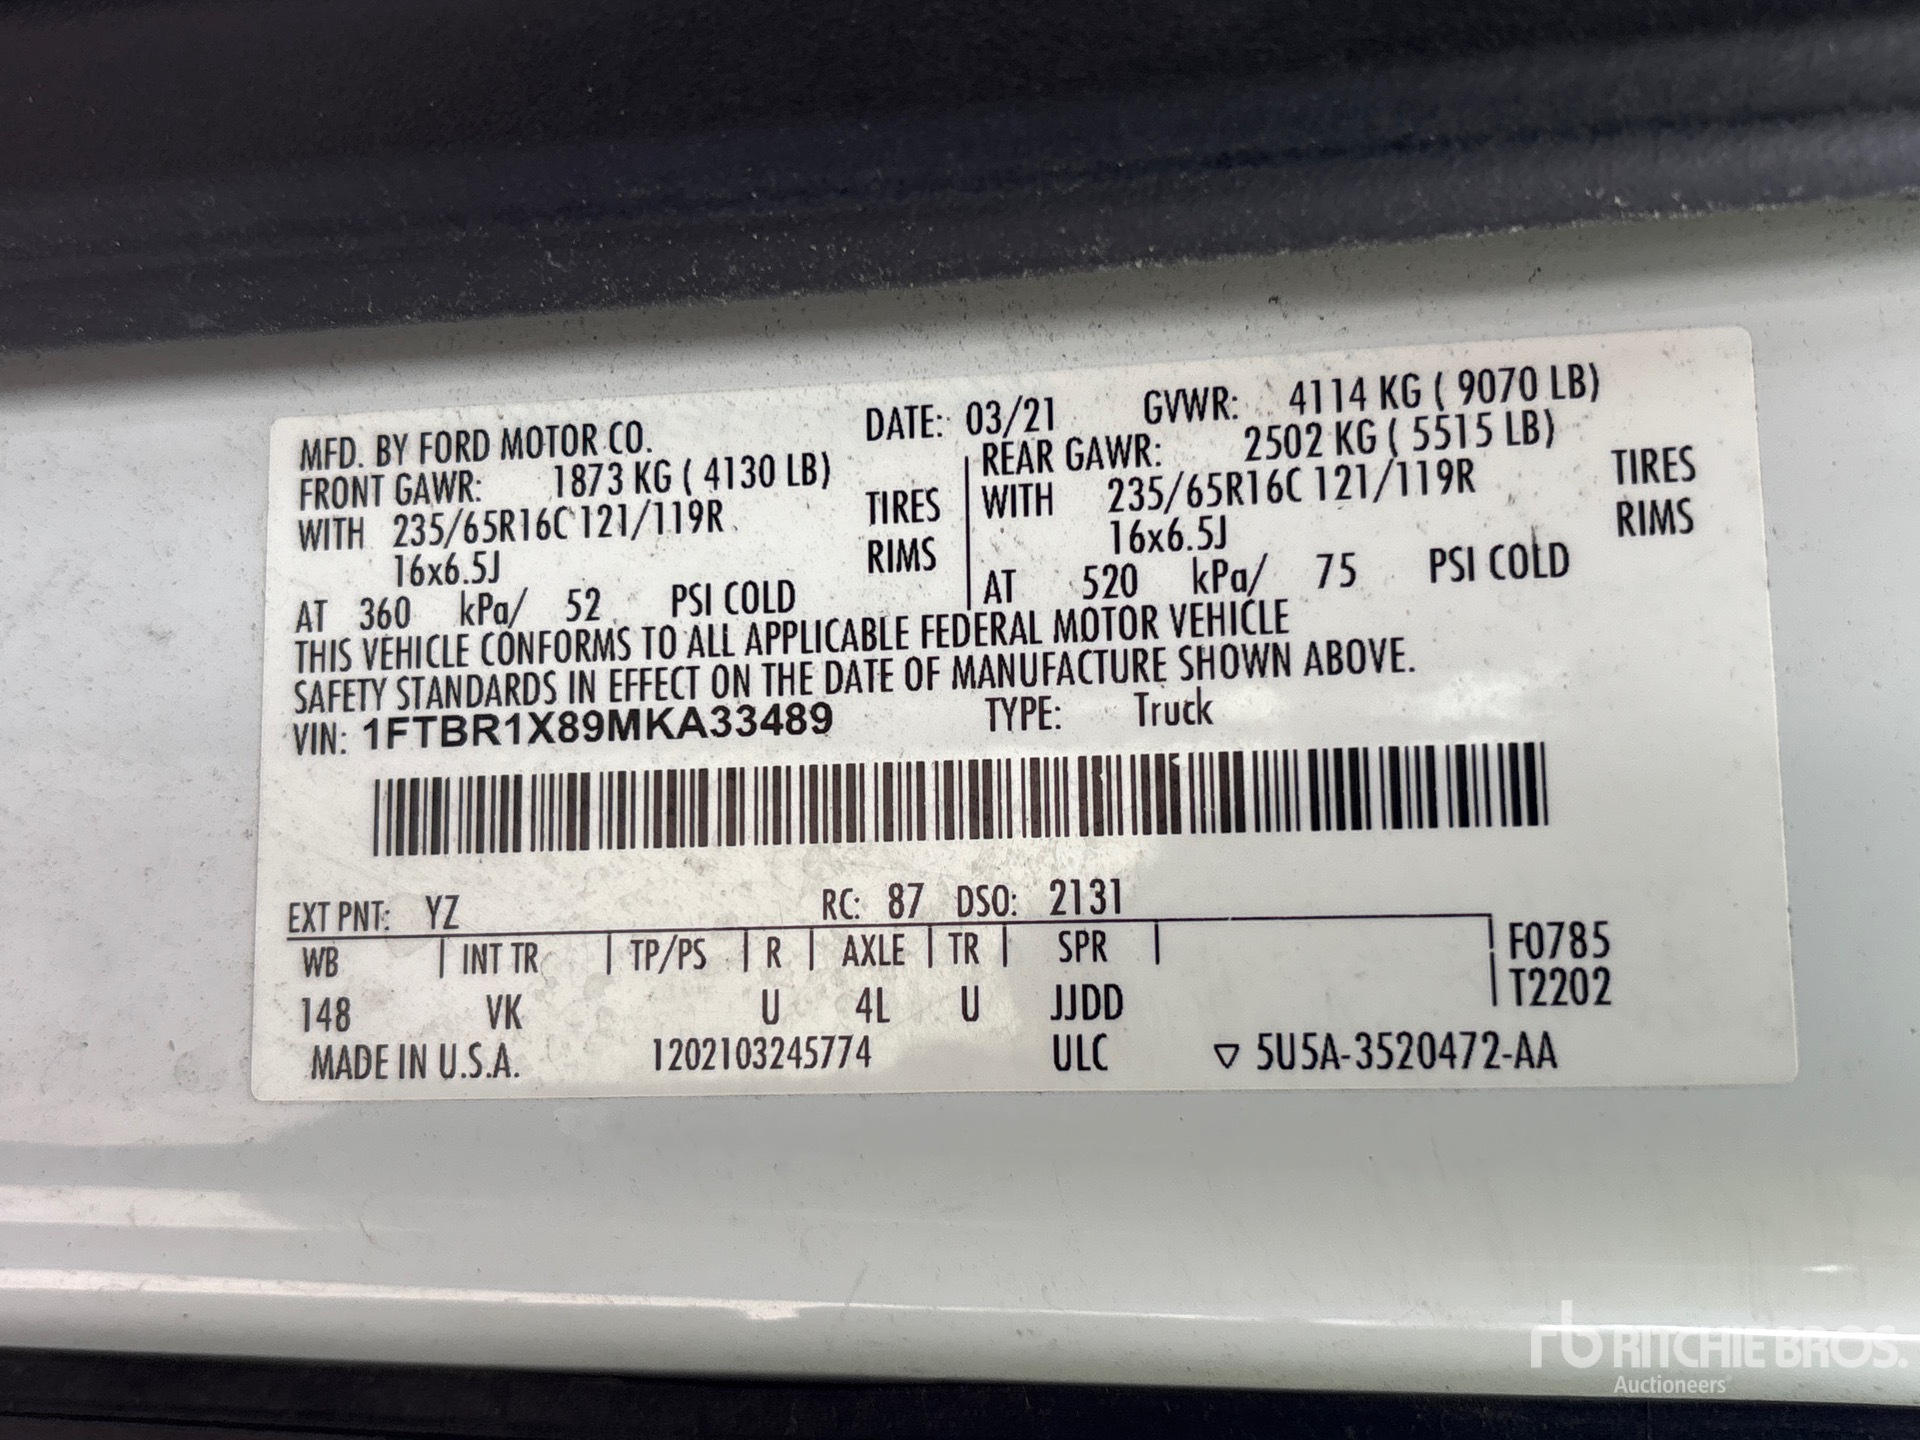 MFD. BY FORD MOTOR CO. DATE: 03/21 GVWR: 4114 KG ( 9070 LB)
FRONT GAWR: 1873 KG ( 4130 LB)
WITH 235/65R16C 121/119R TIRES
16x6.5J RIMS
AT 360 kPa/ 52 PSI COLD
REAR GAWR: 2502 KG ( 5515 LB)
WITH 235/65R16C 121/119R TIRES
16x6.5J RIMS
AT 520 kPa/ 75 PSI COLD
THIS VEHICLE CONFORMS TO ALL APPLICABLE FEDERAL MOTOR VEHICLE
SAFETY STANDARDS IN EFFECT ON THE DATE OF MANUFACTURE SHOWN ABOVE.
VIN: 1FTBR1X89MKA33489 TYPE: Truck
EXT PNT: YZ RC: 87 DSO: 2131
WB INT TR TP/PS R AXLE TR SPR F0785
148 VK U 4L U JJDD T2202
MADE IN U.S.A. 1202103245774 ULC ▽ 5U5A-3520472-AA
rb RITCHIE BROS.
Auctioneers